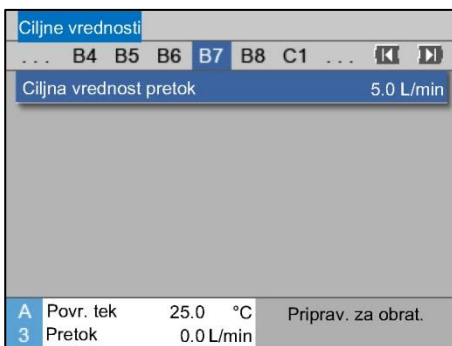 Ciljne vrednosti
... B4 B5 B6 B7 B8 C1 ...
Ciljna vrednost pretok 5.0 L/min
A Povr. tek 25.0 °C Priprav. za obrat.
3 Pretok 0.0 L/min